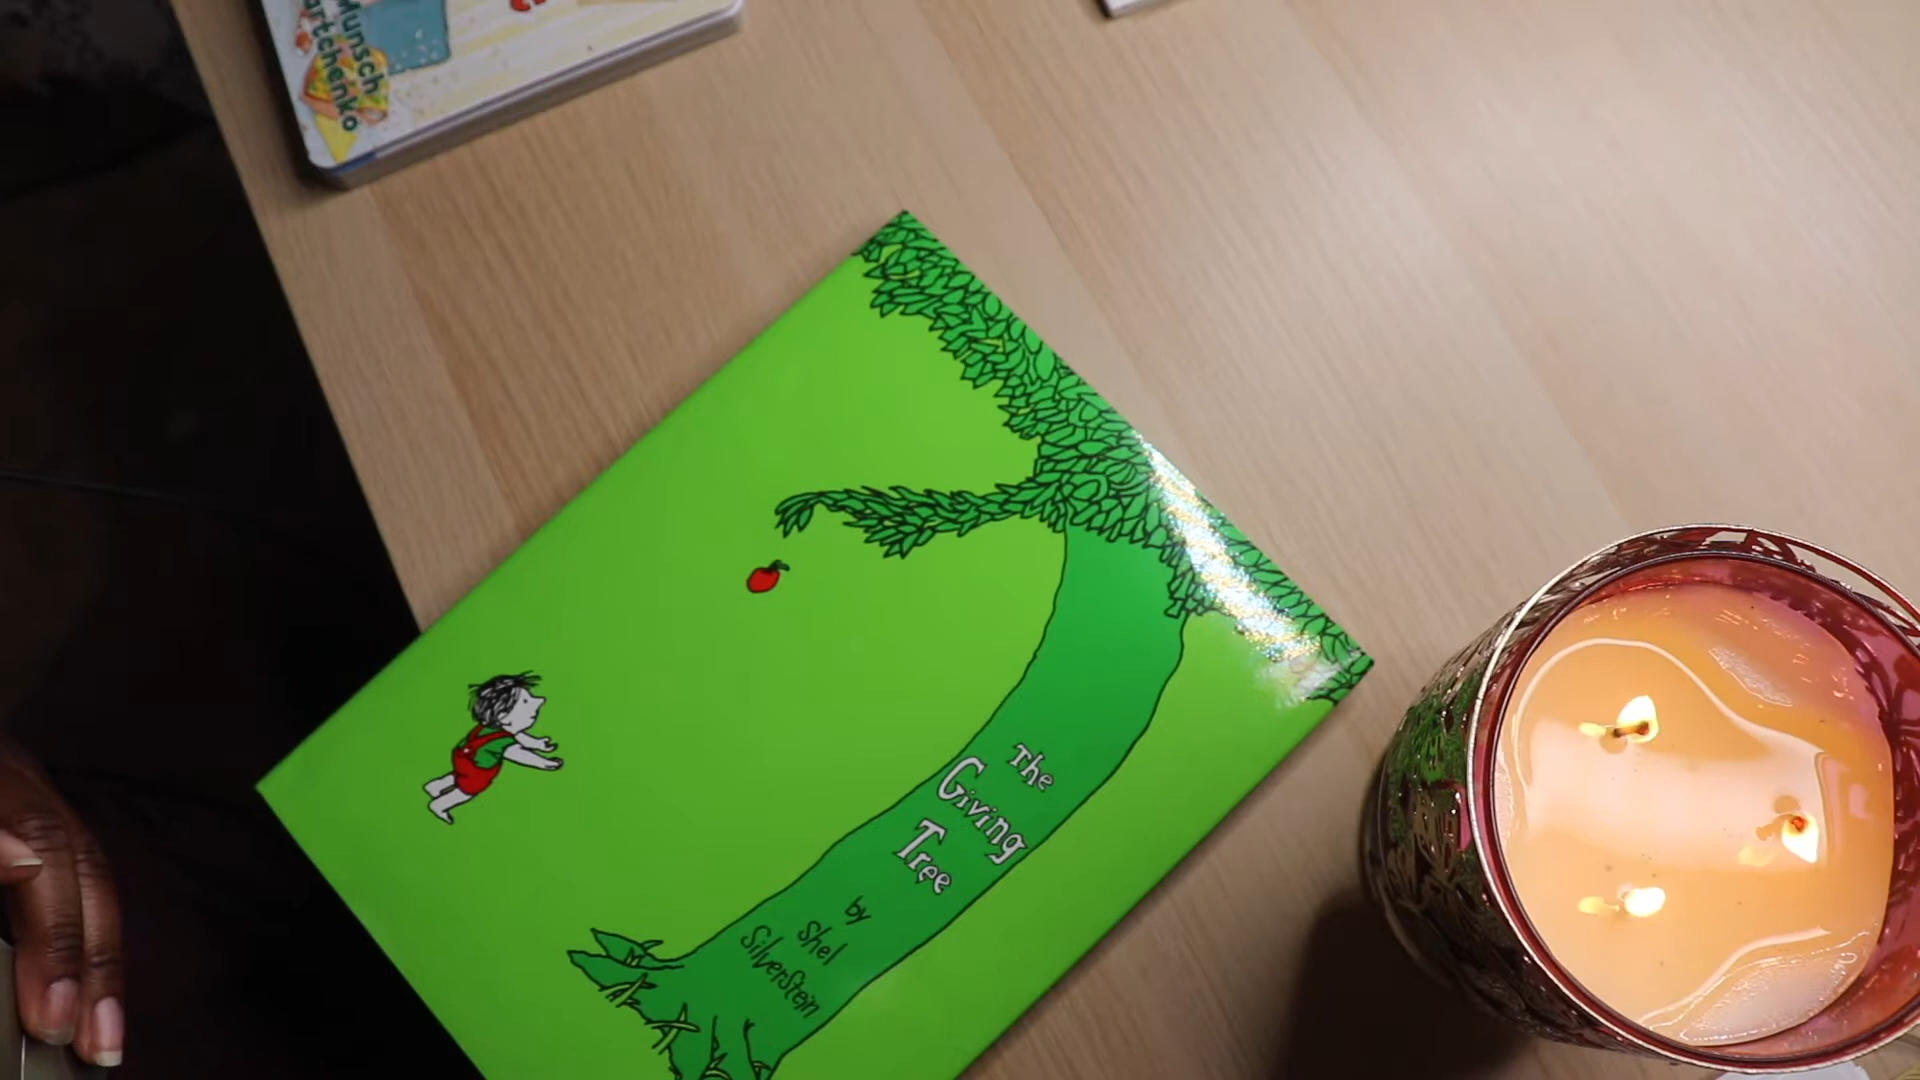 Munsch
artchenko
The
Giving
Tree
by
Shel
Silverstein